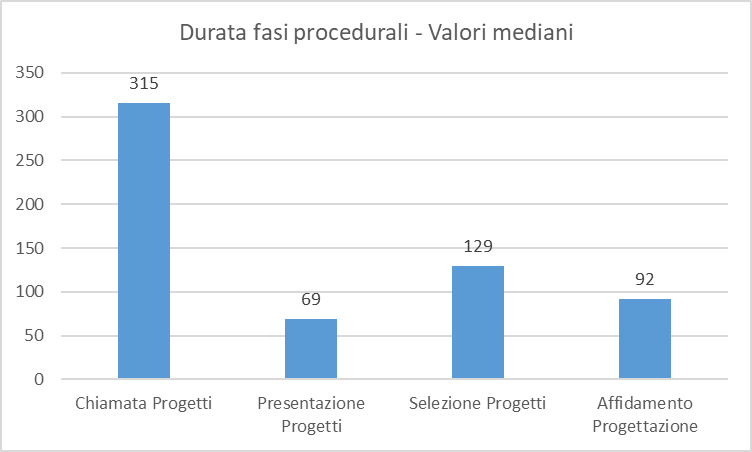 Durata fasi procedurali - Valori mediani
350
300
250
200
150
100
50
0
315
69
129
92
Chiamata Progetti
Presentazione
Progetti
Selezione Progetti
Affidamento
Progettazione